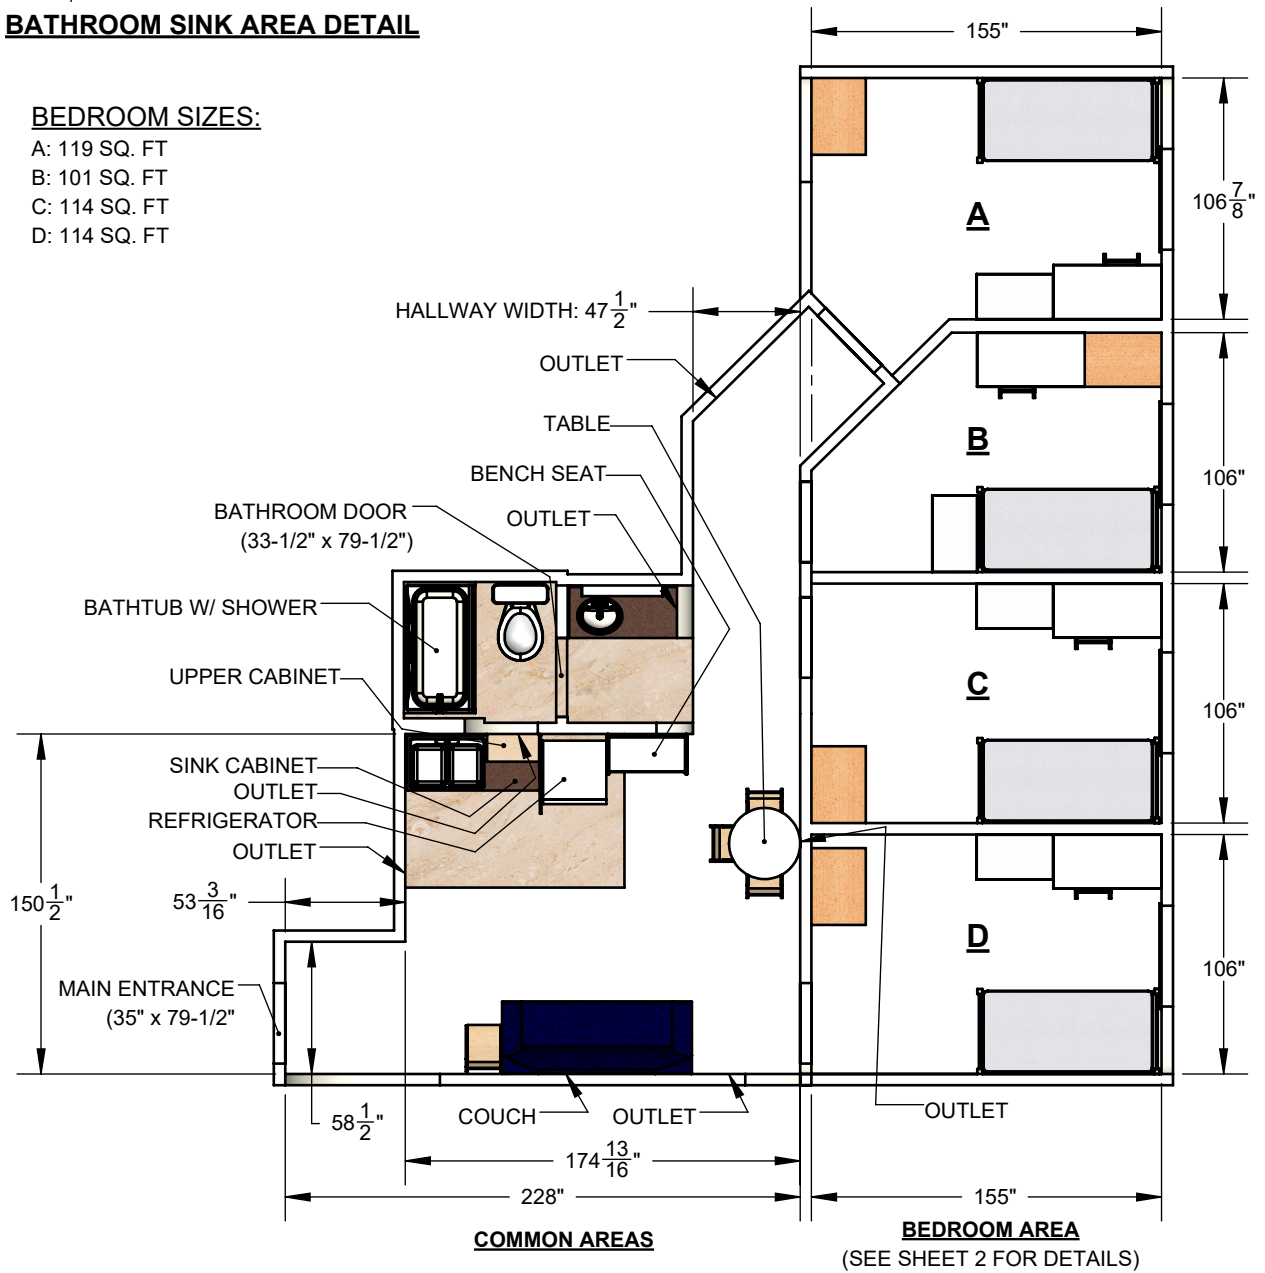 BATHROOM SINK AREA DETAIL
155"
BEDROOM SIZES:
A: 119 SQ. FT
B: 101 SQ. FT
C: 114 SQ. FT
D: 114 SQ. FT
106 7/8"
A
HALLWAY WIDTH: 47 1/2"
OUTLET
TABLE
B
BENCH SEAT
106"
BATHROOM DOOR
(33-1/2" x 79-1/2")
OUTLET
BATHTUB W/ SHOWER
UPPER CABINET
C
106"
SINK CABINET
OUTLET
REFRIGERATOR
OUTLET
150 1/2"
53 3/16"
D
106"
MAIN ENTRANCE
(35" x 79-1/2"
58 1/2"
COUCH
OUTLET
OUTLET
174 13/16"
228"
155"
COMMON AREAS
BEDROOM AREA
(SEE SHEET 2 FOR DETAILS)